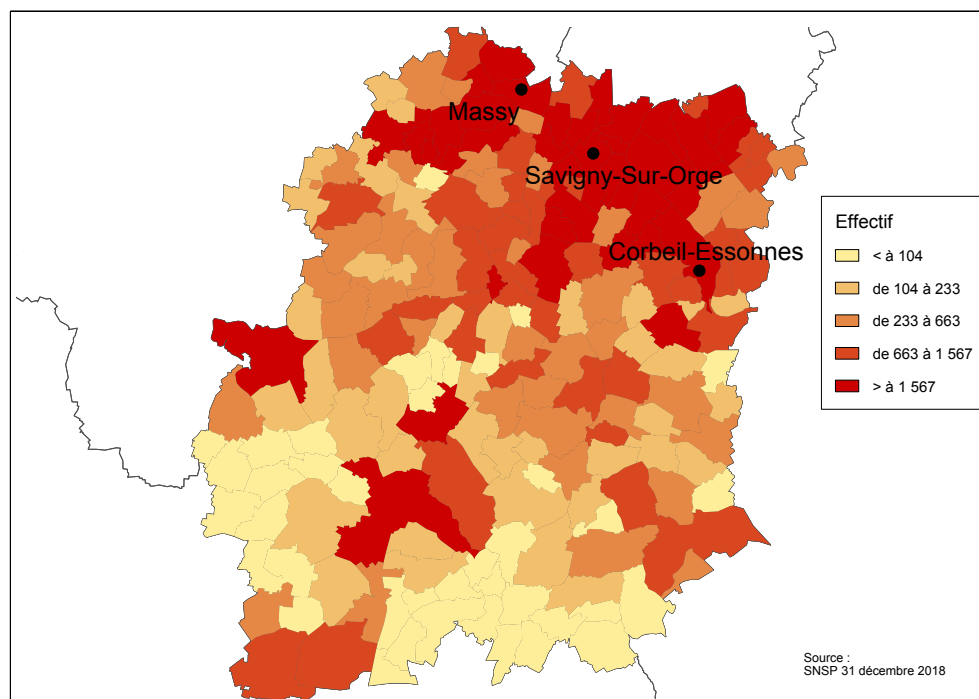 Massy
Savigny-Sur-Orge
Corbeil-Essonnes
Effectif
< à 104
de 104 à 233
de 233 à 663
de 663 à 1 567
> à 1 567
Source :
SNSP 31 décembre 2018